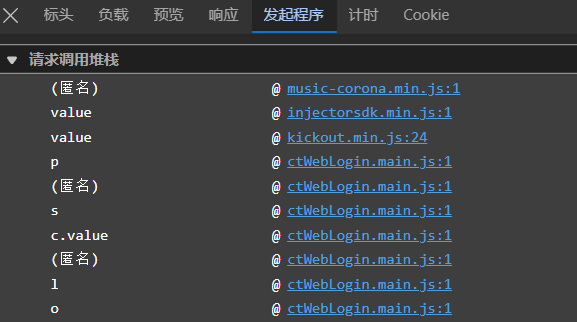 标头 负载 预览 响应 发起程序 计时 Cookie
请求调用堆栈
(匿名) @ music-corona.min.js:1
value @ injectorsdk.min.js:1
value @ kickout.min.js:24
p @ ctWebLogin.main.js:1
(匿名) @ ctWebLogin.main.js:1
s @ ctWebLogin.main.js:1
c.value @ ctWebLogin.main.js:1
(匿名) @ ctWebLogin.main.js:1
l @ ctWebLogin.main.js:1
o @ ctWebLogin.main.js:1